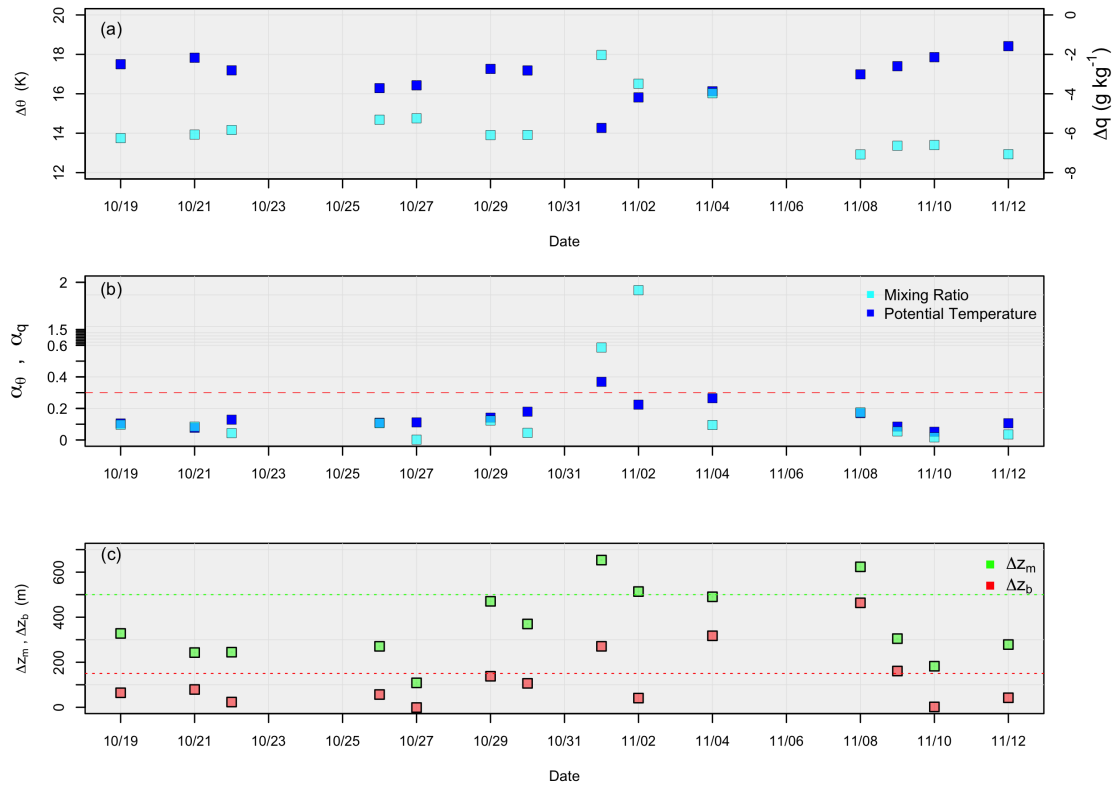 (a)
20
18
16
14
12
Δθ (K)
0
-2
-4
-6
-8
Δq (g kg⁻¹)
10/19 10/21 10/23 10/25 10/27 10/29 10/31 11/02 11/04 11/06 11/08 11/10 11/12
Date
(b)
2
1.5
0.6
0.4
0.2
0
αθ , αq
Mixing Ratio
Potential Temperature
10/19 10/21 10/23 10/25 10/27 10/29 10/31 11/02 11/04 11/06 11/08 11/10 11/12
(c)
600
400
200
0
Δzm , Δzb (m)
Δzm
Δzb
10/19 10/21 10/23 10/25 10/27 10/29 10/31 11/02 11/04 11/06 11/08 11/10 11/12
Date